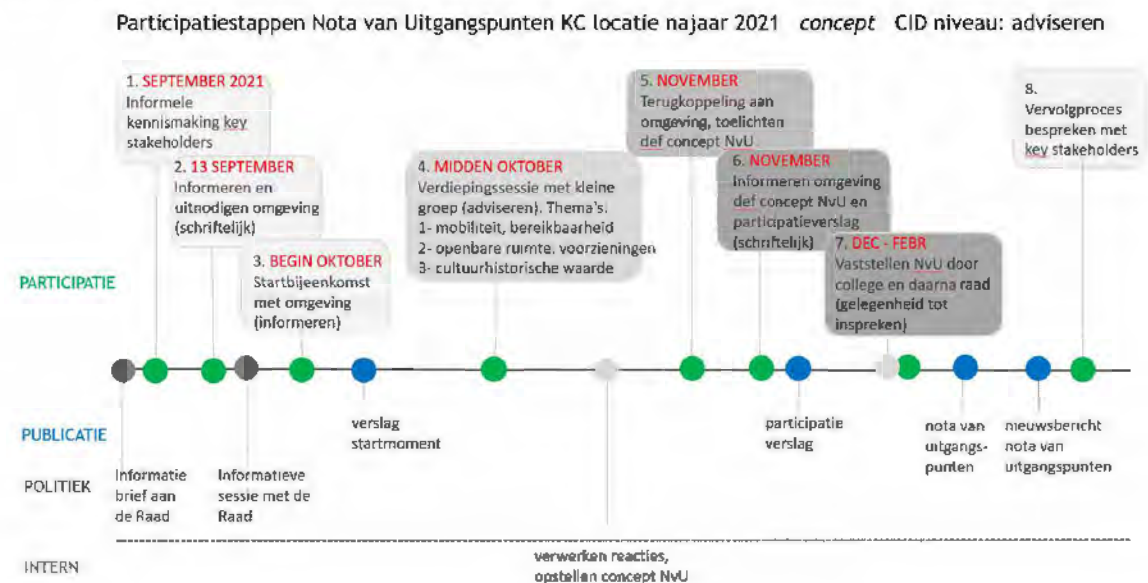 Participatiestappen Nota van Uitgangspunten KC locatie najaar 2021 concept CID niveau: adviseren
1. SEPTEMBER 2021
Informele
kennismaking key
stakeholders
2. 13 SEPTEMBER
Informeren en
uitnodigen omgeving
(schriftelijk)
3. BEGIN OKTOBER
Startbijeenkomst
met omgeving
(informeren)
4. MIDDEN OKTOBER
Verdiepingssessie met kleine
groep (adviseren). Thema's.
1- mobiliteit, bereikbaarheid
2- openbare ruimte, voorzieningen
3- cultuurhistorische waarde
5. NOVEMBER
Terugkoppeling aan
omgeving, toelichten
def concept NvU
6. NOVEMBER
Informeren omgeving
def concept NvU en
participatieverslag
(schriftelijk)
7. DEC - FEBR
Vaststellen NvU door
college en daarna raad
(gelegenheid tot
inspreken)
8.
Vervolgproces
bespreken met
key stakeholders
PARTICIPATIE
PUBLICATIE
verslag
startmoment
participatie
verslag
nota van
uitgangs-
punten
nieuwsbericht
nota van
uitgangspunten
POLITIEK
Informatie
brief aan
de Raad
Informatieve
sessie met de
Raad
INTERN
verwerken reacties,
opstellen concept NvU